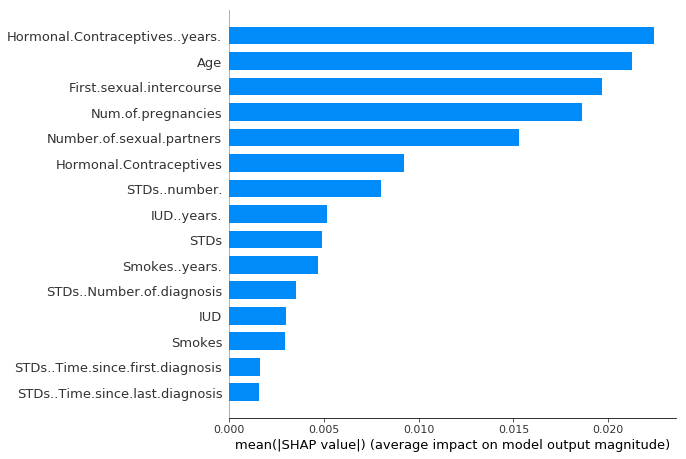 Hormonal.Contraceptives..years.
Age
First.sexual.intercourse
Num.of.pregnancies
Number.of.sexual.partners
Hormonal.Contraceptives
STDs..number.
IUD..years.
STDs
Smokes..years.
STDs..Number.of.diagnosis
IUD
Smokes
STDs..Time.since.first.diagnosis
STDs..Time.since.last.diagnosis
0.000 0.005 0.010 0.015 0.020
mean(|SHAP value|) (average impact on model output magnitude)